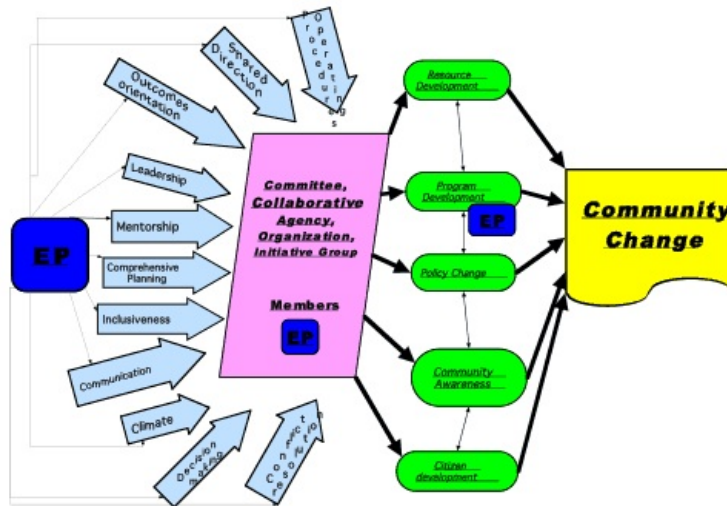 Operating
Procedures
Shared
Direction
Outcomes
orientation
Leadership
Mentorship
Comprehensive
Planning
Inclusiveness
Communication
Climate
Decision
making
Conflict
resolution
EP
Committee,
Collaborative
Agency,
Organization,
Initiative Group
Members
EP
Resource
Development
Program
Development
EP
Policy Change
Community
Awareness
Citizen
development
Community
Change